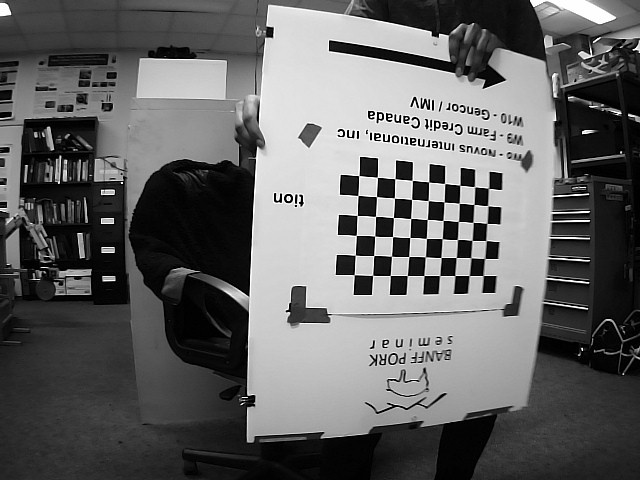 BANFF PORK
seminar
tion
W8 - Novus International, Inc
W9 - Farm Credit Canada
W10 - Gencor / IMV